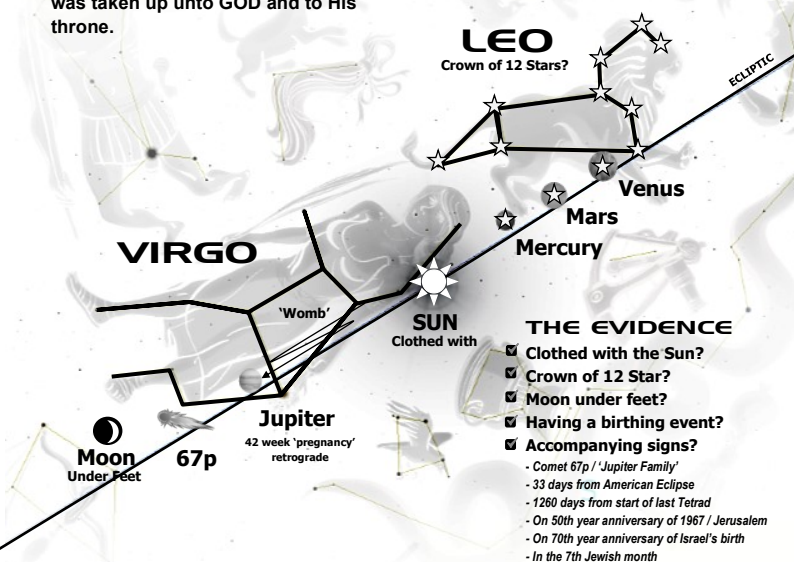 was taken up unto GOD and to His
throne.
LEO
Crown of 12 Stars?
ECLIPTIC
Venus
Mars
Mercury
VIRGO
'Womb'
SUN
Clothed with
Jupiter
42 week 'pregnancy'
retrograde
Moon
Under Feet
67p
THE EVIDENCE
Clothed with the Sun?
Crown of 12 Star?
Moon under feet?
Having a birthing event?
Accompanying signs?
- Comet 67p / 'Jupiter Family'
- 33 days from American Eclipse
- 1260 days from start of last Tetrad
- On 50th year anniversary of 1967 / Jerusalem
- On 70th year anniversary of Israel's birth
- In the 7th Jewish month